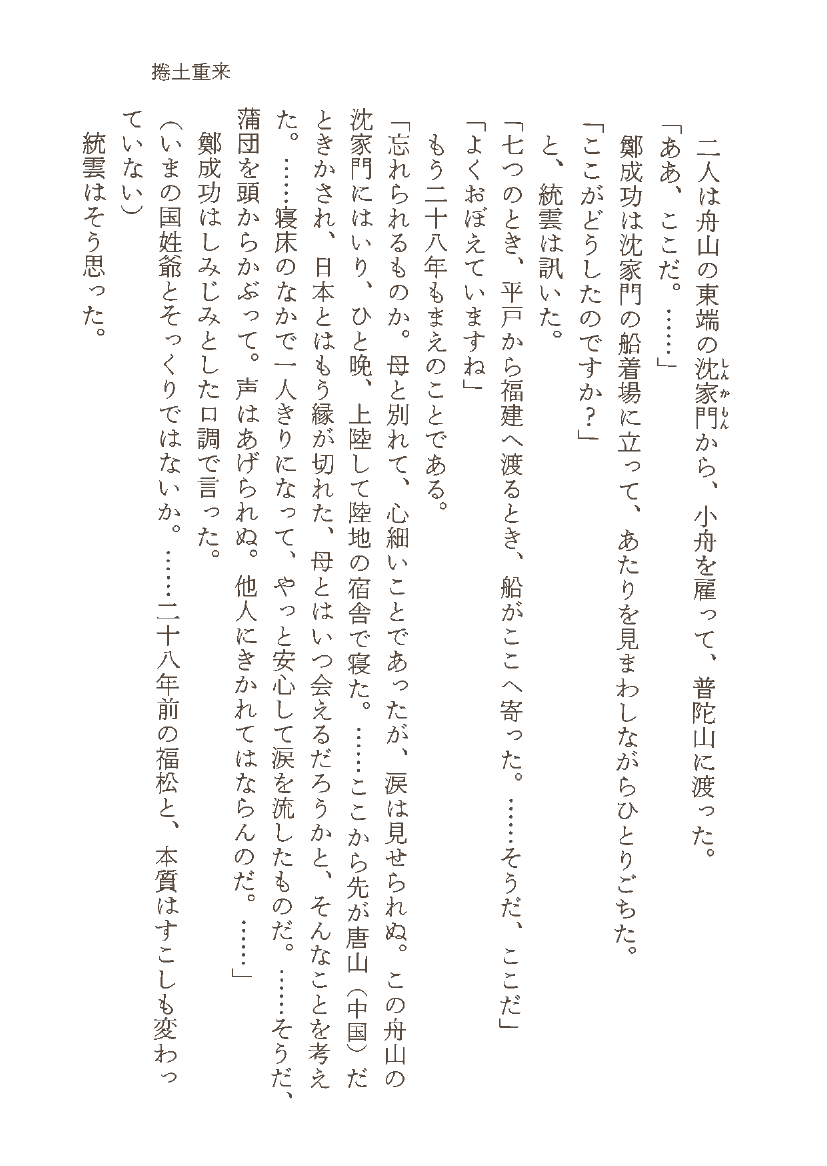 捲土重来
二人は舟山の東端の沈家門から、小舟を雇って、普陀山に渡った。
しんかもん
「ああ、ここだ。……」
鄭成功は沈家門の船着場に立って、あたりを見まわしながらひとりごちた。
「ここがどうしたのですか？」
と、統雲は訊いた。
「七つのとき、平戸から福建へ渡るとき、船がここへ寄った。……そうだ、ここだ」
「よくおぼえていますね」
もう二十八年もまえのことである。
「忘れられるものか。母と別れて、心細いことであったが、涙は見せられぬ。この舟山の
沈家門にはいり、ひと晩、上陸して陸地の宿舎で寝た。……ここから先が唐山（中国）だ
ときかされ、日本とはもう縁が切れた、母とはいつ会えるだろうかと、そんなことを考え
た。……寝床のなかで一人きりになって、やっと安心して涙を流したものだ。……そうだ、
蒲団を頭からかぶって。声はあげられぬ。他人にきかれてはならんのだ。……」
鄭成功はしみじみとした口調で言った。
（いまの国姓爺とそっくりではないか。……二十八年前の福松と、本質はすこしも変わっ
ていない）
統雲はそう思った。